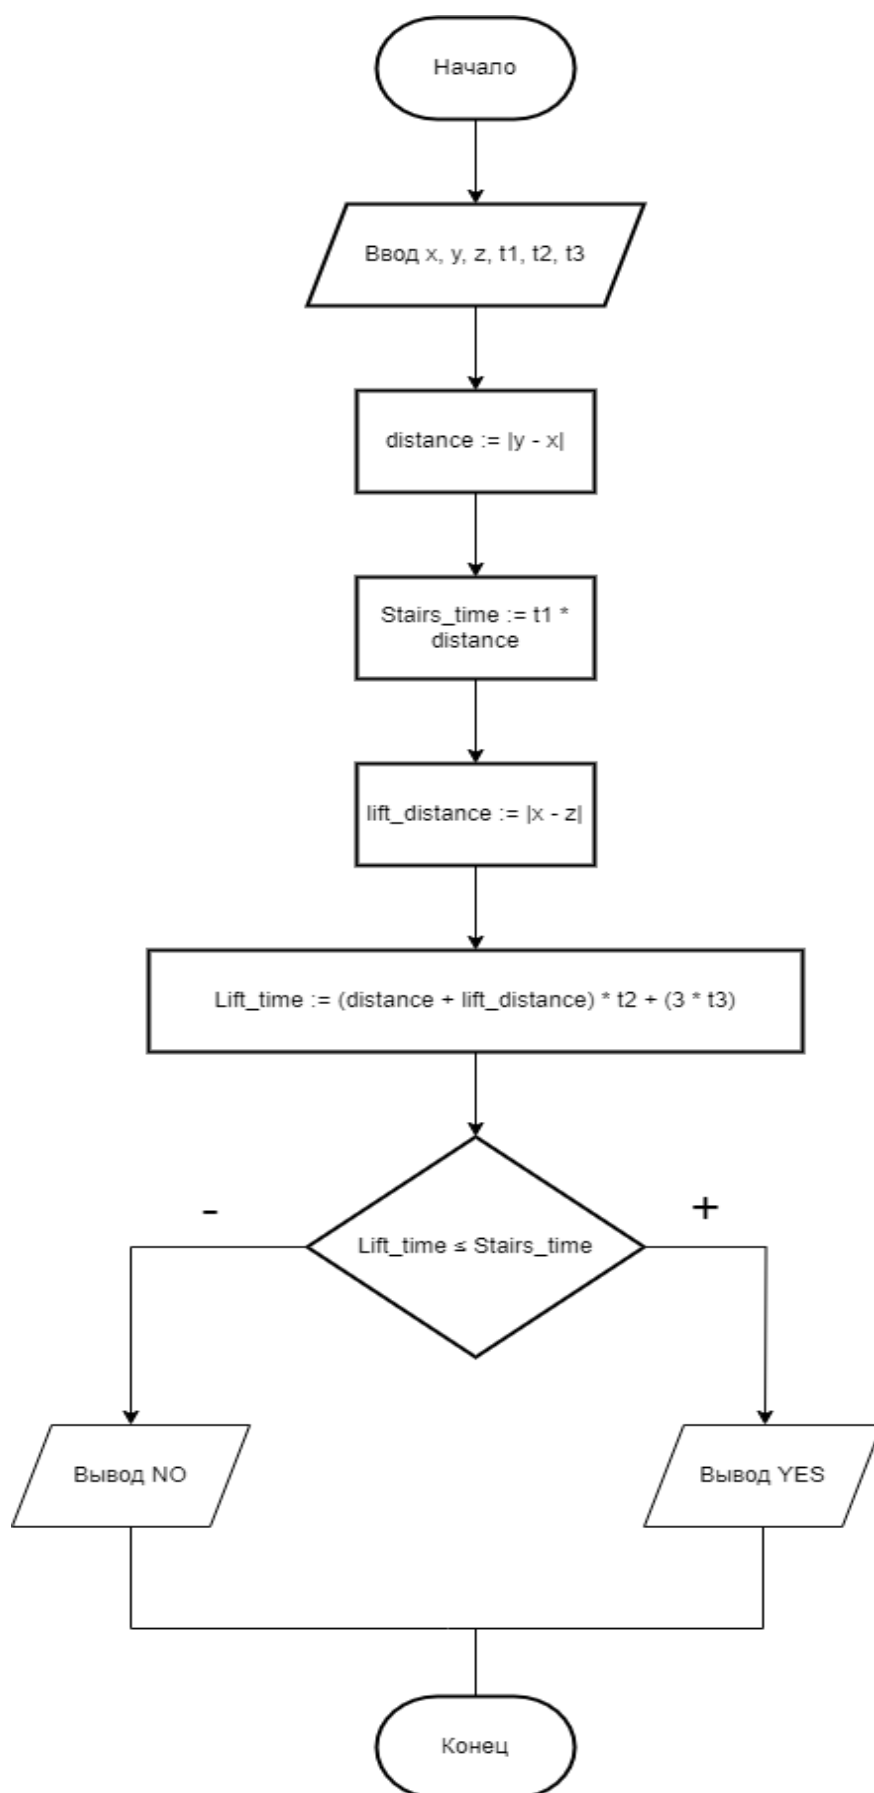 Начало
Ввод x, y, z, t1, t2, t3
distance := |y - x|
Stairs_time := t1 *
distance
lift_distance := |x - z|
Lift_time := (distance + lift_distance) * t2 + (3 * t3)
-
+
Lift_time ≤ Stairs_time
Вывод NO
Вывод YES
Конец